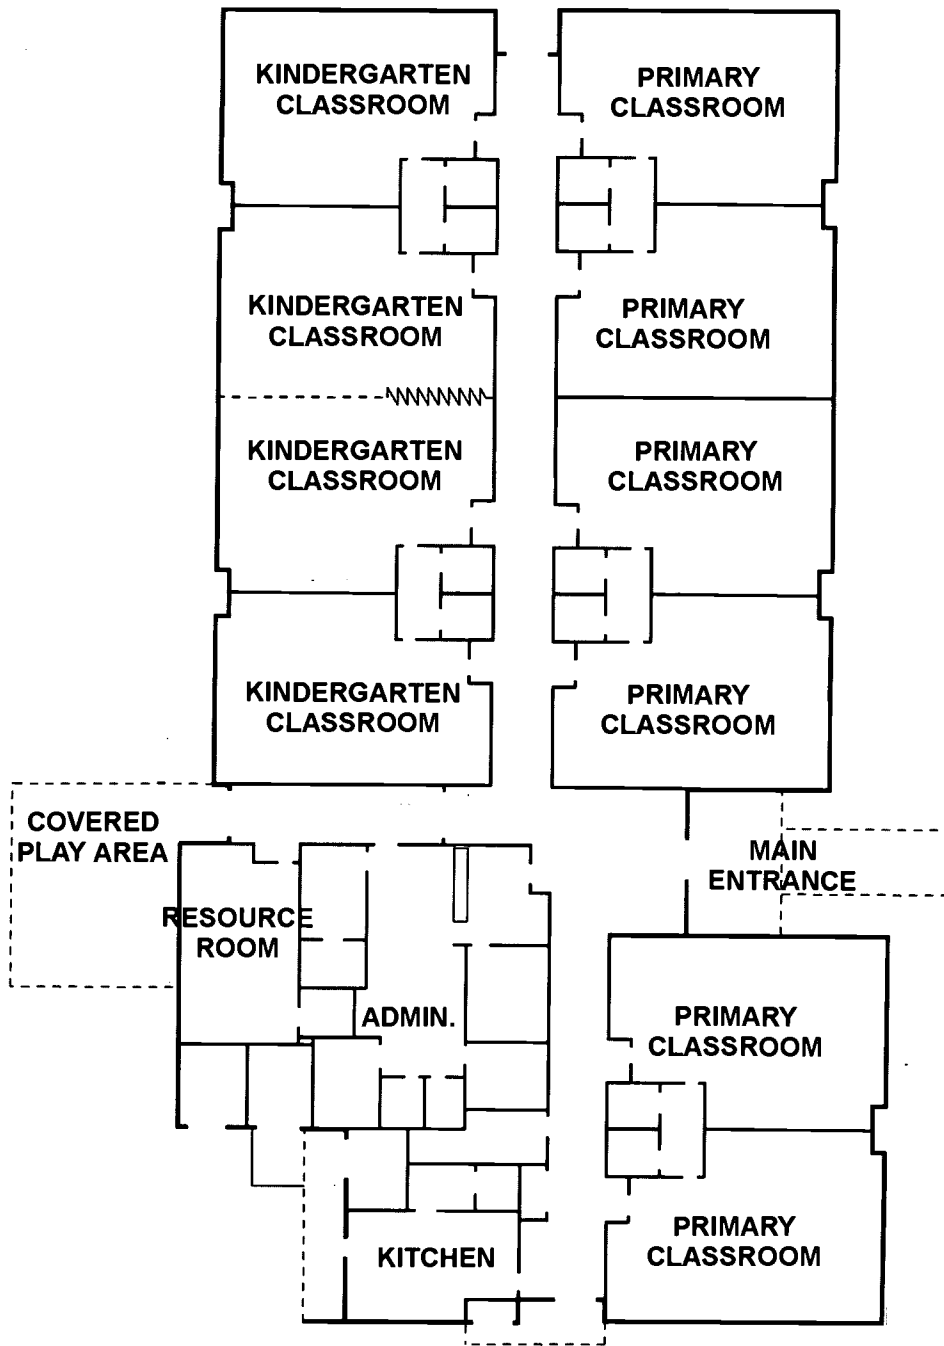 KINDERGARTEN
CLASSROOM
PRIMARY
CLASSROOM
KINDERGARTEN
CLASSROOM
PRIMARY
CLASSROOM
KINDERGARTEN
CLASSROOM
PRIMARY
CLASSROOM
KINDERGARTEN
CLASSROOM
PRIMARY
CLASSROOM
COVERED
PLAY AREA
MAIN
ENTRANCE
RESOURCE
ROOM
ADMIN.
PRIMARY
CLASSROOM
KITCHEN
PRIMARY
CLASSROOM